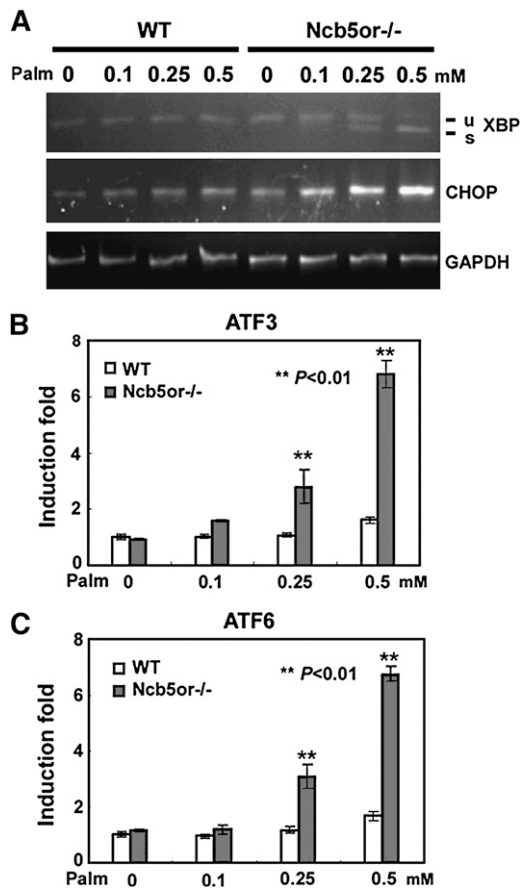 A
WT Ncb5or-/-
Palm 0 0.1 0.25 0.5 0 0.1 0.25 0.5 mM
u
XBP
s
CHOP
GAPDH
B
ATF3
8
WT
** P<0.01
**
Ncb5or-/-
6
Induction fold
4
**
2
0
Palm 0 0.1 0.25 0.5 mM
C
ATF6
8
WT
** P<0.01
**
Ncb5or-/-
6
Induction fold
4
**
2
0
Palm 0 0.1 0.25 0.5 mM